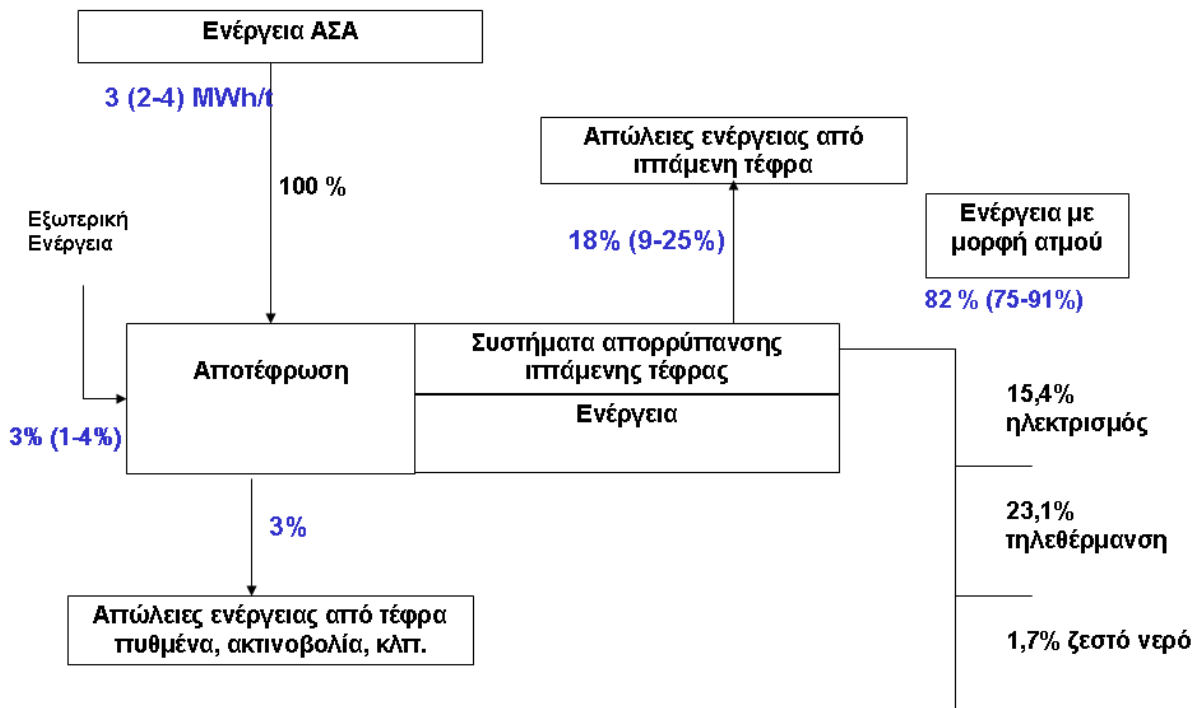 Ενέργεια ΑΣΑ
3 (2-4) MWh/t
100 %
Απώλειες ενέργειας από
ιπτάμενη τέφρα
Εξωτερική
Ενέργεια
18% (9-25%)
Ενέργεια με
μορφή ατμού
82 % (75-91%)
Αποτέφρωση
Συστήματα απορρύπανσης
ιπτάμενης τέφρας
Ενέργεια
3% (1-4%)
15,4%
ηλεκτρισμός
3%
23,1%
τηλεθέρμανση
Απώλειες ενέργειας από τέφρα
πυθμένα, ακτινοβολία, κλπ.
1,7% ζεστό νερό